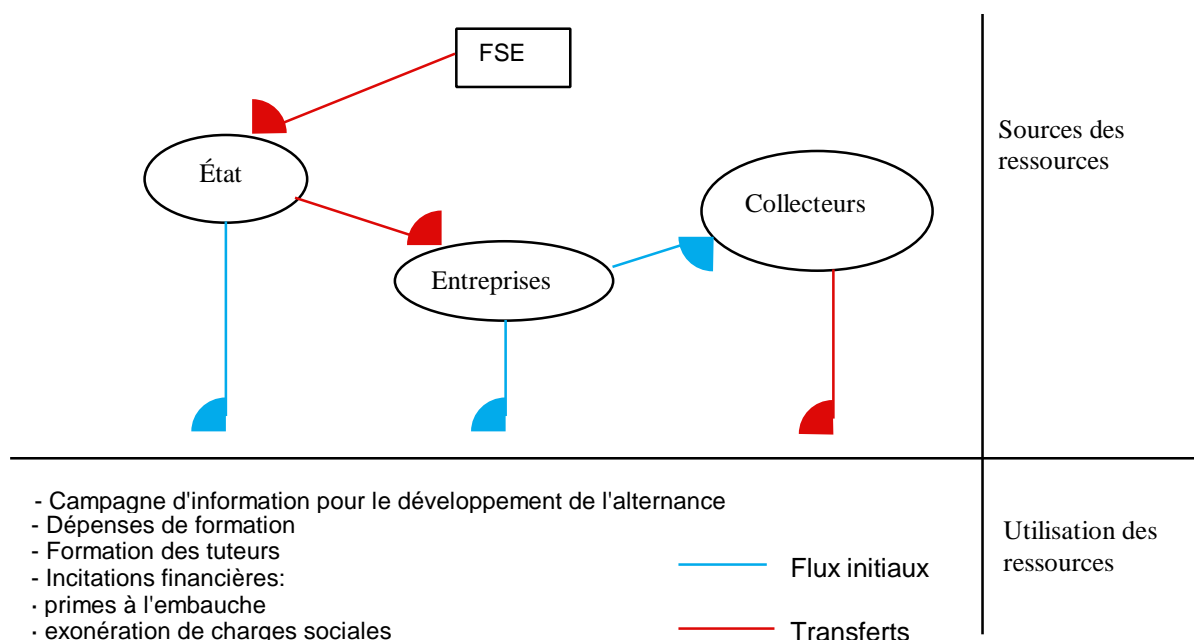 FSE
État
Collecteurs
Entreprises
Sources des
ressources
- Campagne d'information pour le développement de l'alternance
- Dépenses de formation
- Formation des tuteurs
- Incitations financières:
· primes à l'embauche
· exonération de charges sociales
Flux initiaux
Transferts
Utilisation des
ressources